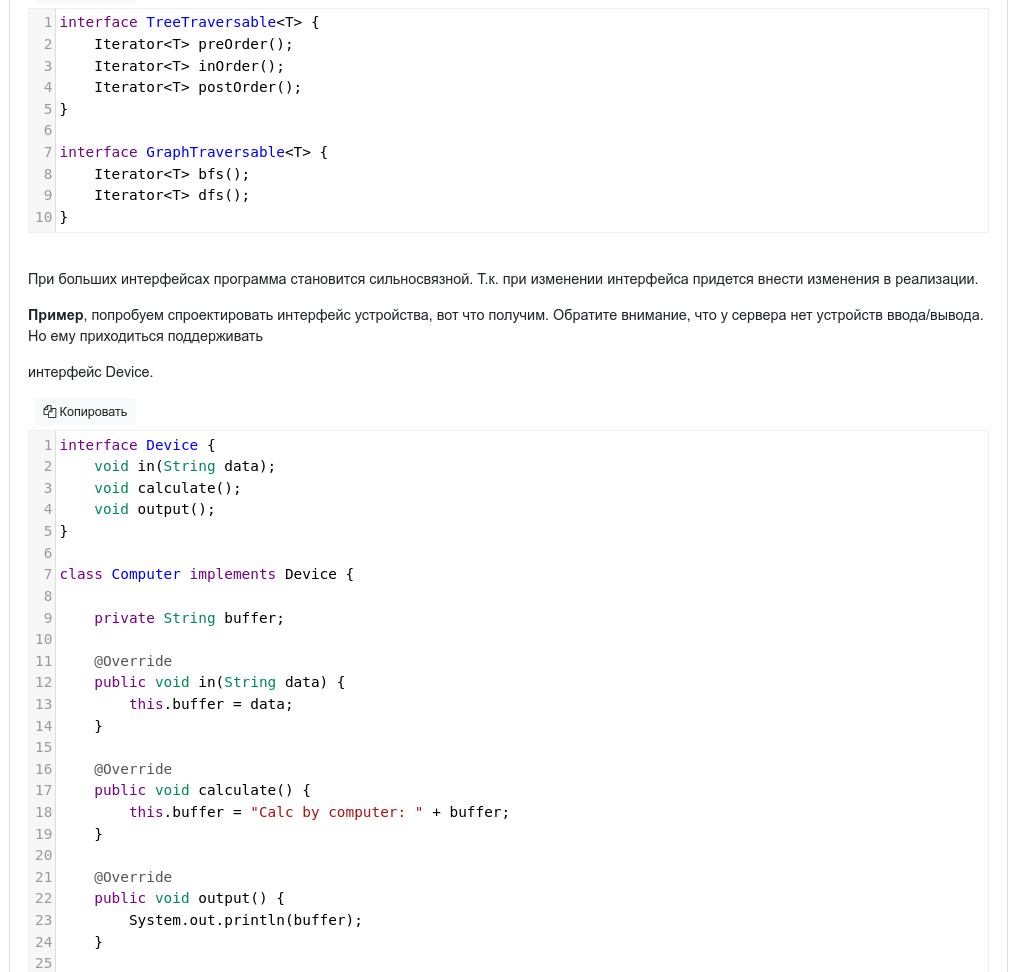 1 interface TreeTraversable<T> {
2     Iterator<T> preOrder();
3     Iterator<T> inOrder();
4     Iterator<T> postOrder();
5 }
6
7 interface GraphTraversable<T> {
8     Iterator<T> bfs();
9     Iterator<T> dfs();
10 }
При больших интерфейсах программа становится сильносвязной. Т.к. при изменении интерфейса придется внести изменения в реализации.
Пример, попробуем спроектировать интерфейс устройства, вот что получим. Обратите внимание, что у сервера нет устройств ввода/вывода.
Но ему приходиться поддерживать
интерфейс Device.
Копировать
1 interface Device {
2     void in(String data);
3     void calculate();
4     void output();
5 }
6
7 class Computer implements Device {
8
9     private String buffer;
10
11     @Override
12     public void in(String data) {
13         this.buffer = data;
14     }
15
16     @Override
17     public void calculate() {
18         this.buffer = "Calc by computer: " + buffer;
19     }
20
21     @Override
22     public void output() {
23         System.out.println(buffer);
24     }
25